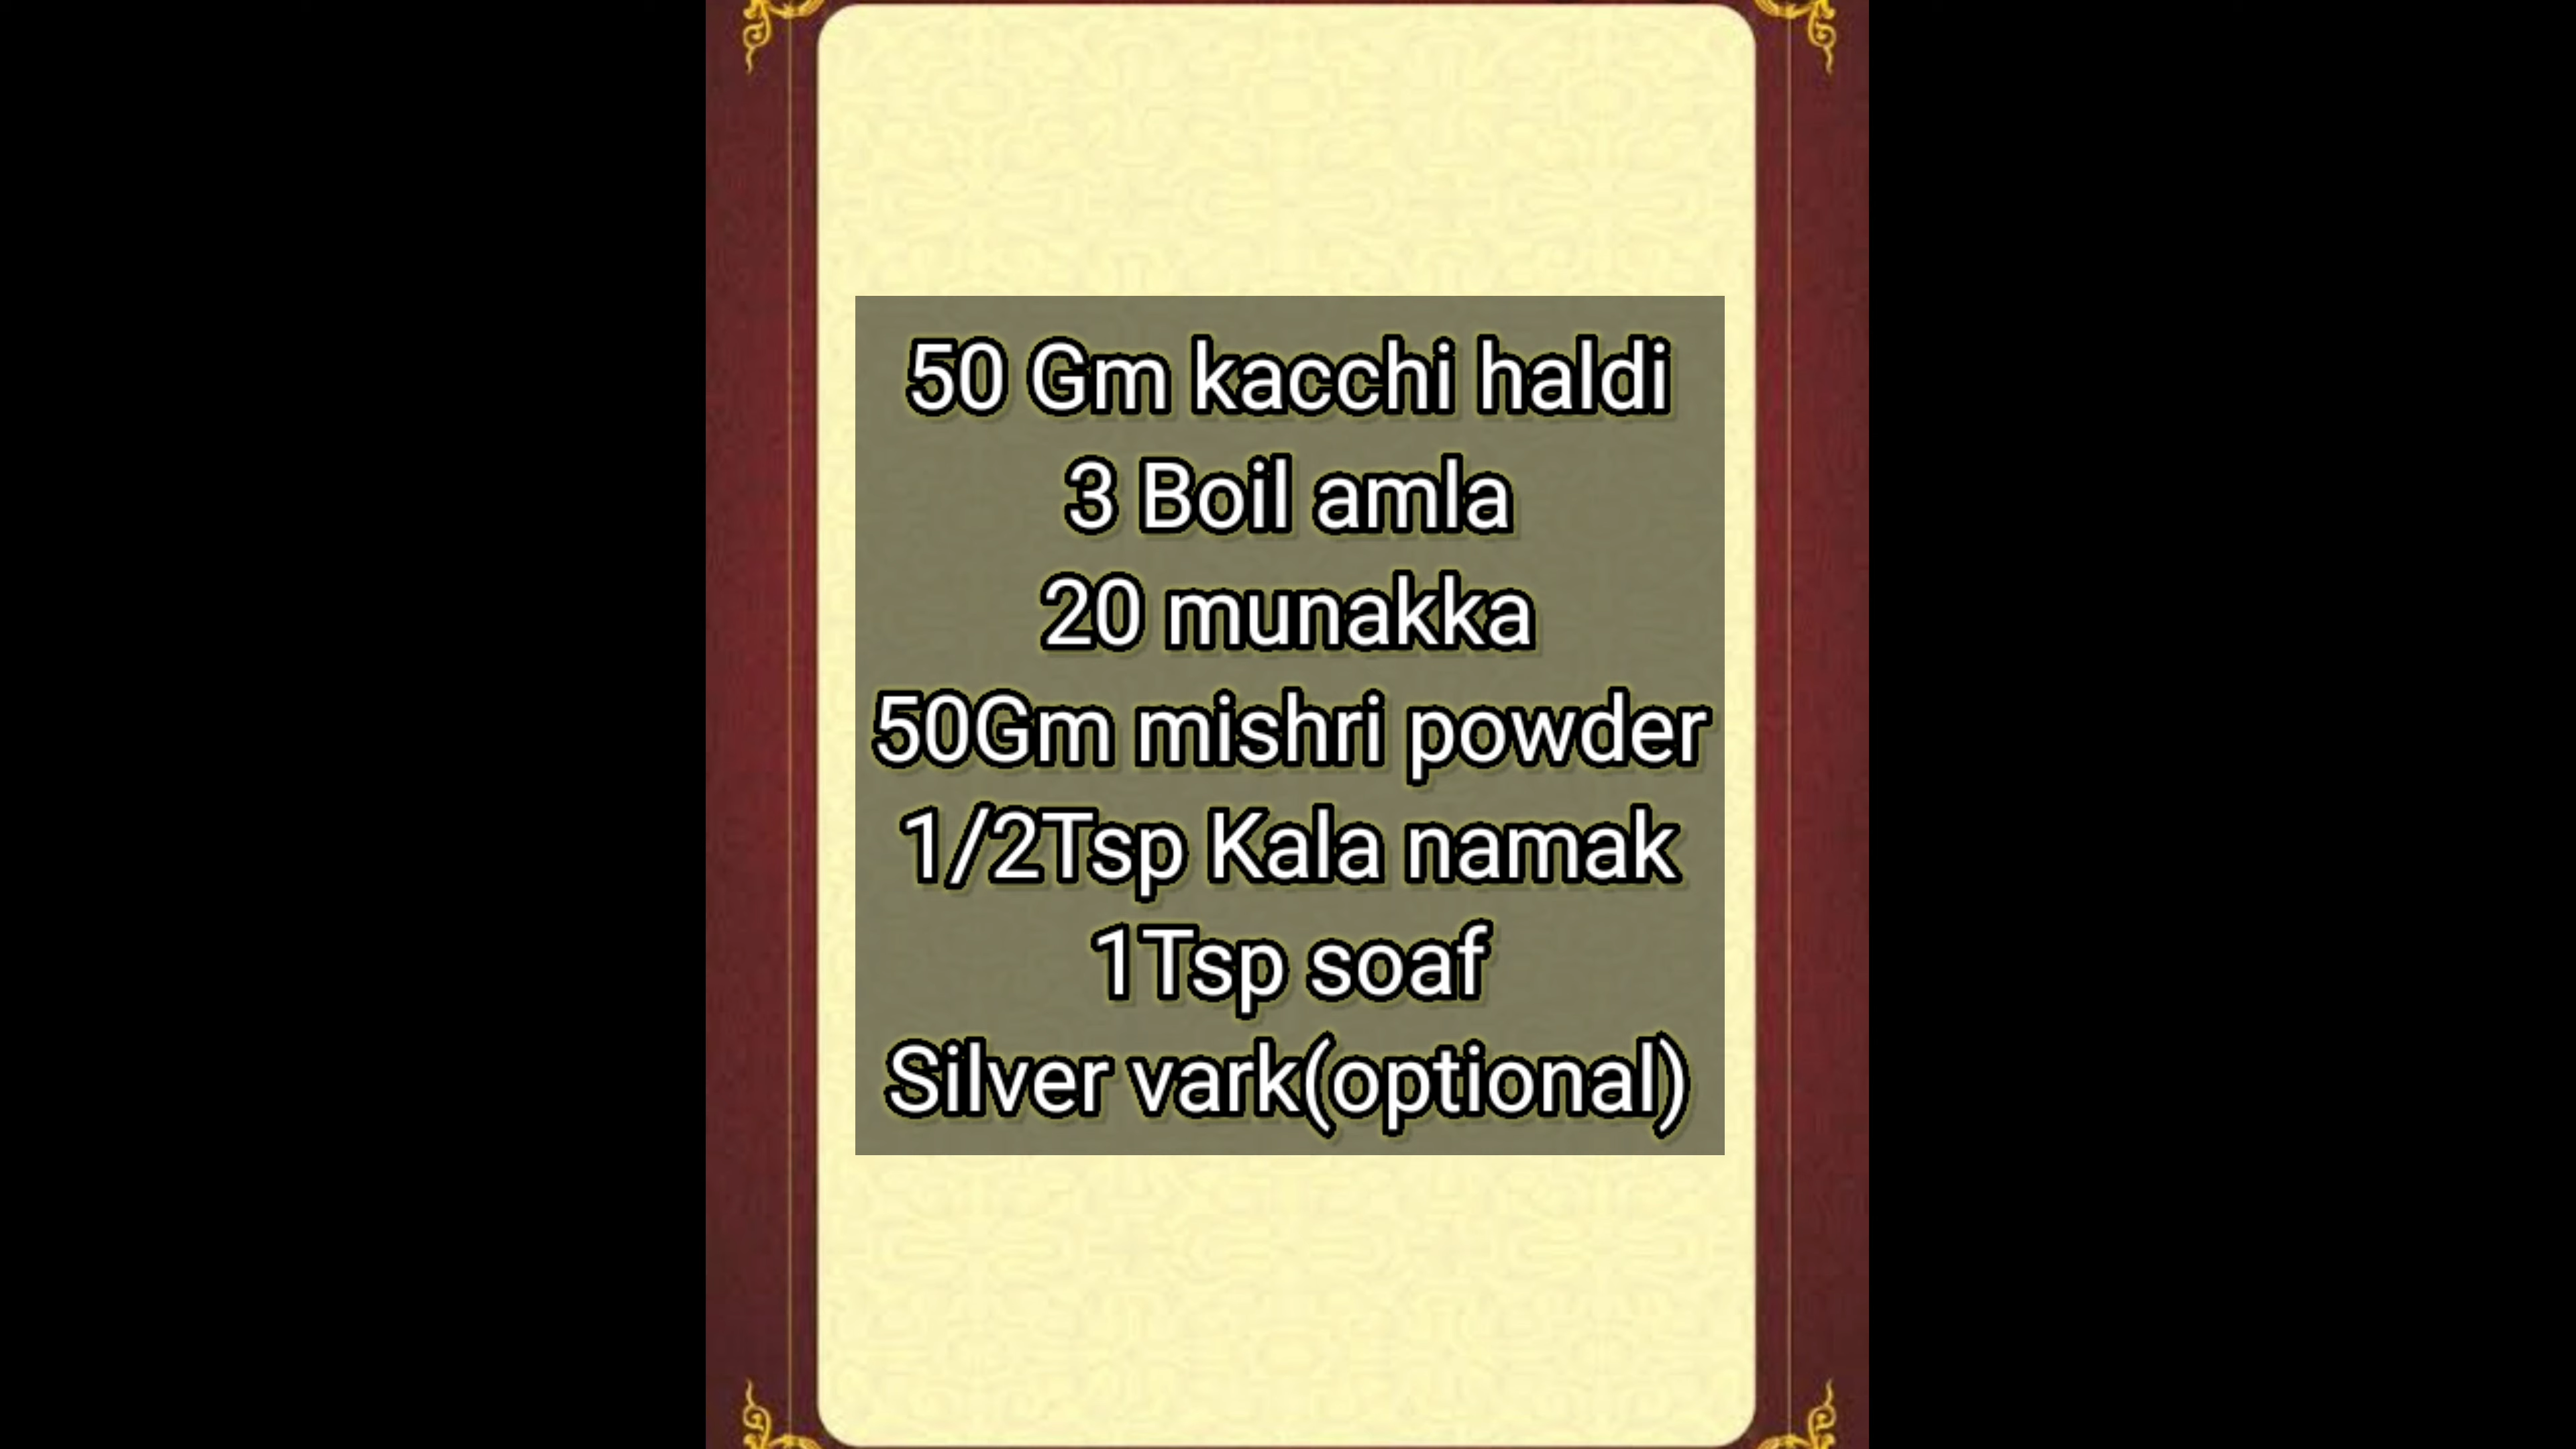 50 Gm kacchi haldi
3 Boil amla
20 munakka
50Gm mishri powder
1/2Tsp Kala namak
1Tsp soaf
Silver vark(optional)